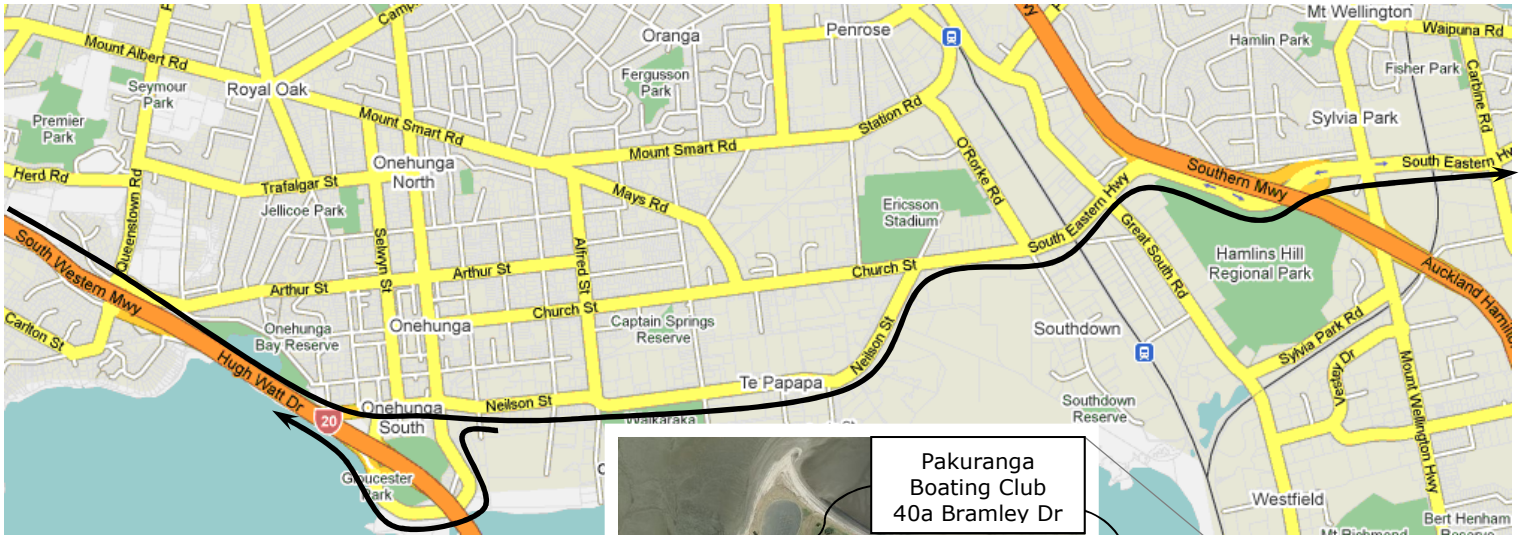 Mount Albert Rd
Seymour
Park
Royal Oak
Premier
Park
Herd Rd
Queenstown Rd
Trafalgar St
Jellicoe Park
Mount Smart Rd
Onehunga
North
Selwyn St
Oranga
Fergusson
Park
Penrose
Mount Smart Rd
Station Rd
Mays Rd
Alfred St
O'Rorke Rd
Ericsson
Stadium
Mt Wellington
Waipuna Rd
Hamlin Park
Fisher Park
Carbine Rd
Sylvia Park
Southern Mwy
South Eastern
South Eastern Hwy
Great South Rd
Hamlins Hill
Regional Park
Auckland
South Western Mwy
Carlton St
Arthur St
Arthur St
Church St
Church St
Onehunga
Bay Reserve
Onehunga
Captain Springs
Reserve
Neilson St
Southdown
Sylvia Park Rd
Vesley Dr
Mount Wellington Hwy
Hugh Watt Dr
20
Onehunga
South
Neilson St
Te Papapa
Southdown
Reserve
Gloucester
Park
Westfield
Bert Henham
Pakuranga
Boating Club
40a Bramley Dr